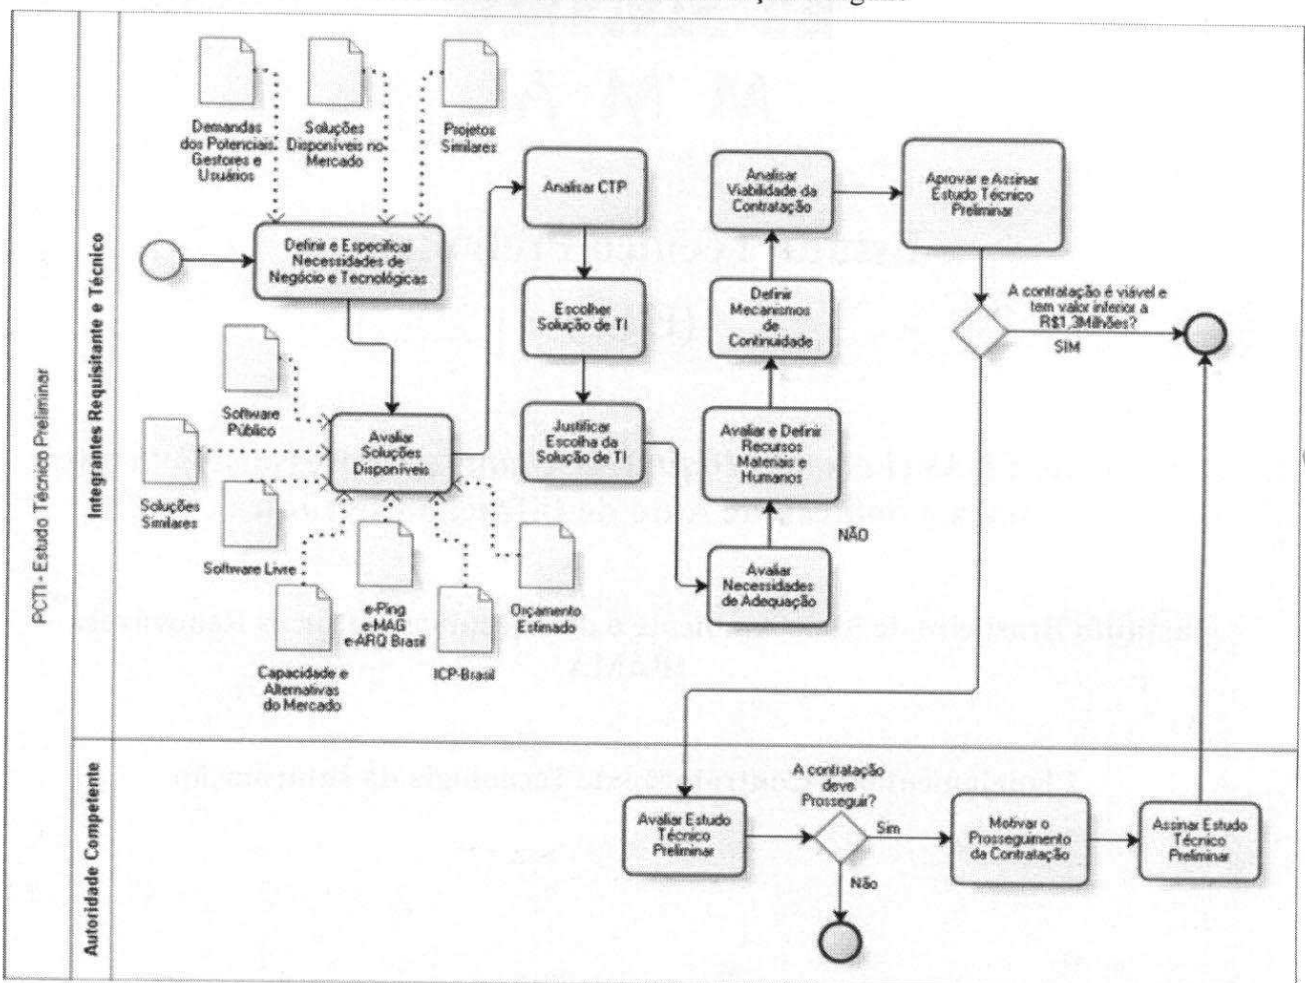 PCTI - Estudo Técnico Preliminar
Integrantes Requisitante e Técnico
Demandas
dos Potenciais
Gestores e
Usuários
Soluções
Disponíveis no
Mercado
Projetos
Similares
Definir e Especificar
Necessidades de
Negócio e Tecnológicas
Software
Público
Soluções
Similares
Software Livre
Capacidade e
Alternativas
do Mercado
e-Ping
e-MAG
e-ARQ Brasil
ICP-Brasil
Orçamento
Estimado
Avaliar
Soluções
Disponíveis
Analisar CTP
Escolher
Solução de TI
Justificar
Escolha da
Solução de TI
Avaliar
Necessidades
de Adequação
NÃO
Avaliar e Definir
Recursos
Materiais e
Humanos
Definir
Mecanismos
de
Continuidade
Analisar
Viabilidade da
Contratação
Aprovar e Assinar
Estudo Técnico
Preliminar
A contratação é viável e
tem valor inferior a
R$1,3Milhões?
SIM
Autoridade Competente
Avaliar Estudo
Técnico
Preliminar
A contratação
deve
Prosseguir?
Sim
Não
Motivar o
Prosseguimento
da Contratação
Assinar Estudo
Técnico
Preliminar